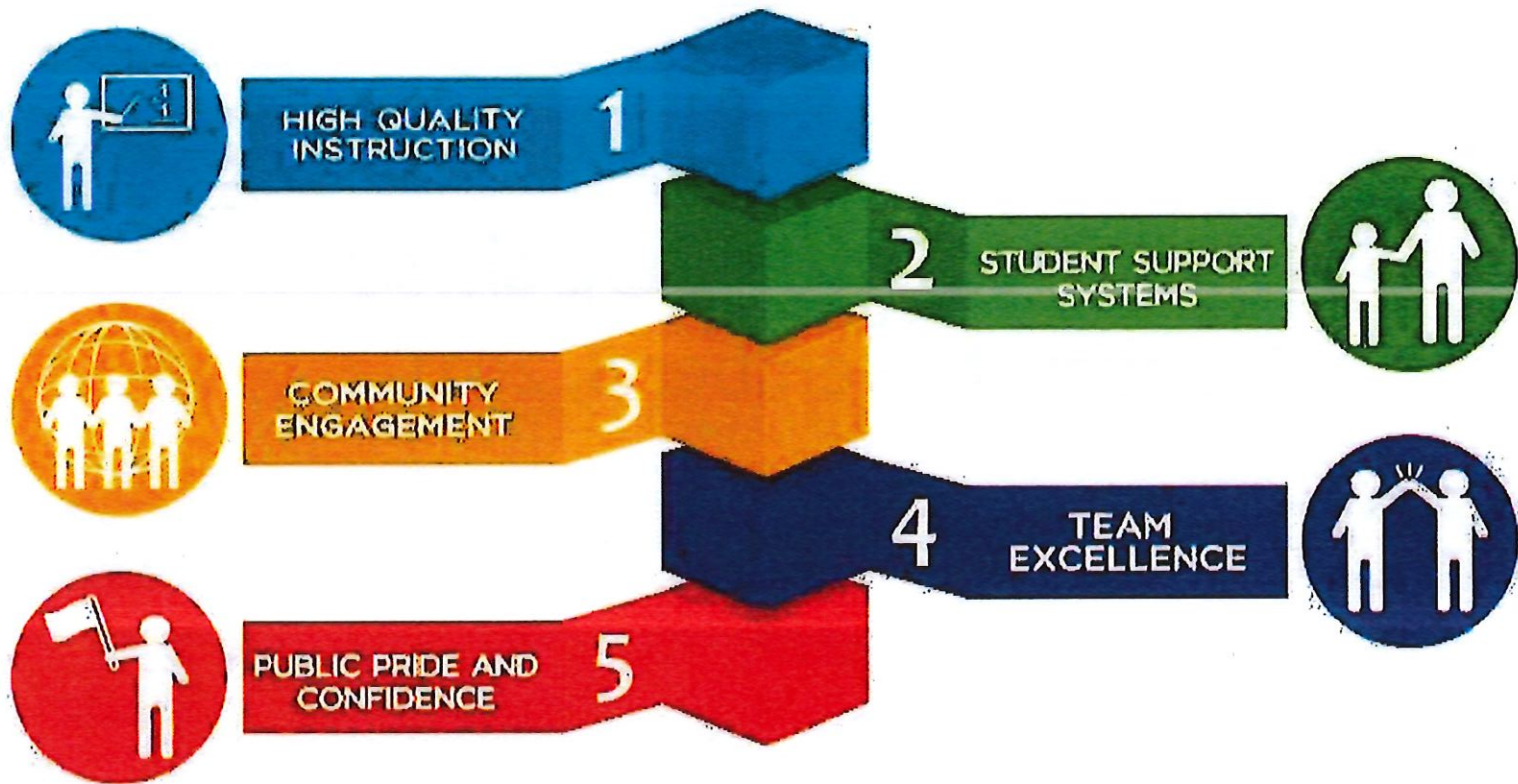 HIGH QUALITY
INSTRUCTION
1
2
STUDENT SUPPORT
SYSTEMS
COMMUNITY
ENGAGEMENT
3
4
TEAM
EXCELLENCE
PUBLIC PRIDE AND
CONFIDENCE
5